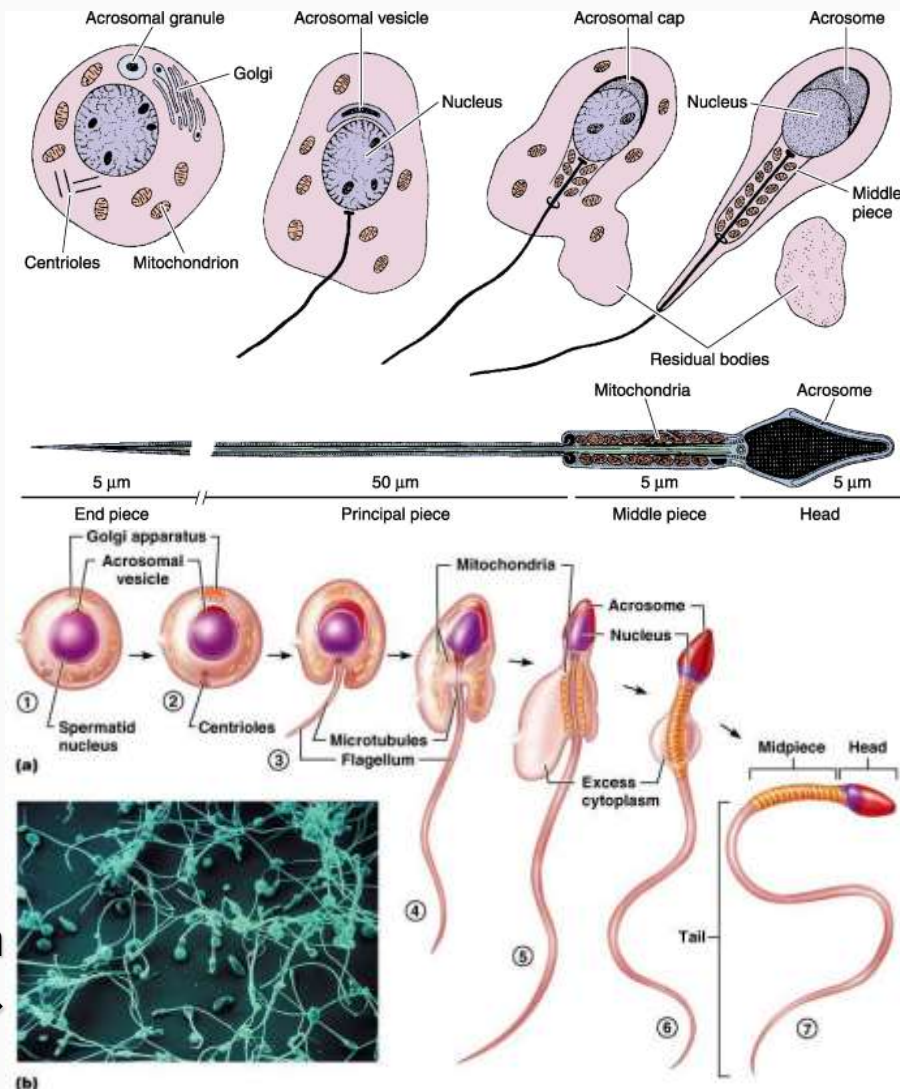 Acrosomal granule
Acrosomal vesicle
Acrosomal cap
Acrosome
Golgi
Nucleus
Nucleus
Middle
piece
Centrioles
Mitochondrion
Residual bodies
Mitochondria
Acrosome
5 μm
50 μm
5 μm
5 μm
End piece
Principal piece
Middle piece
Head
Golgi apparatus
Acrosomal
vesicle
Mitochondria
Acrosome
Nucleus
1
2
Spermatid
nucleus
Centrioles
3
Microtubules
Flagellum
Excess
cytoplasm
Midpiece
Head
(a)
4
5
Tail
6
7
(b)